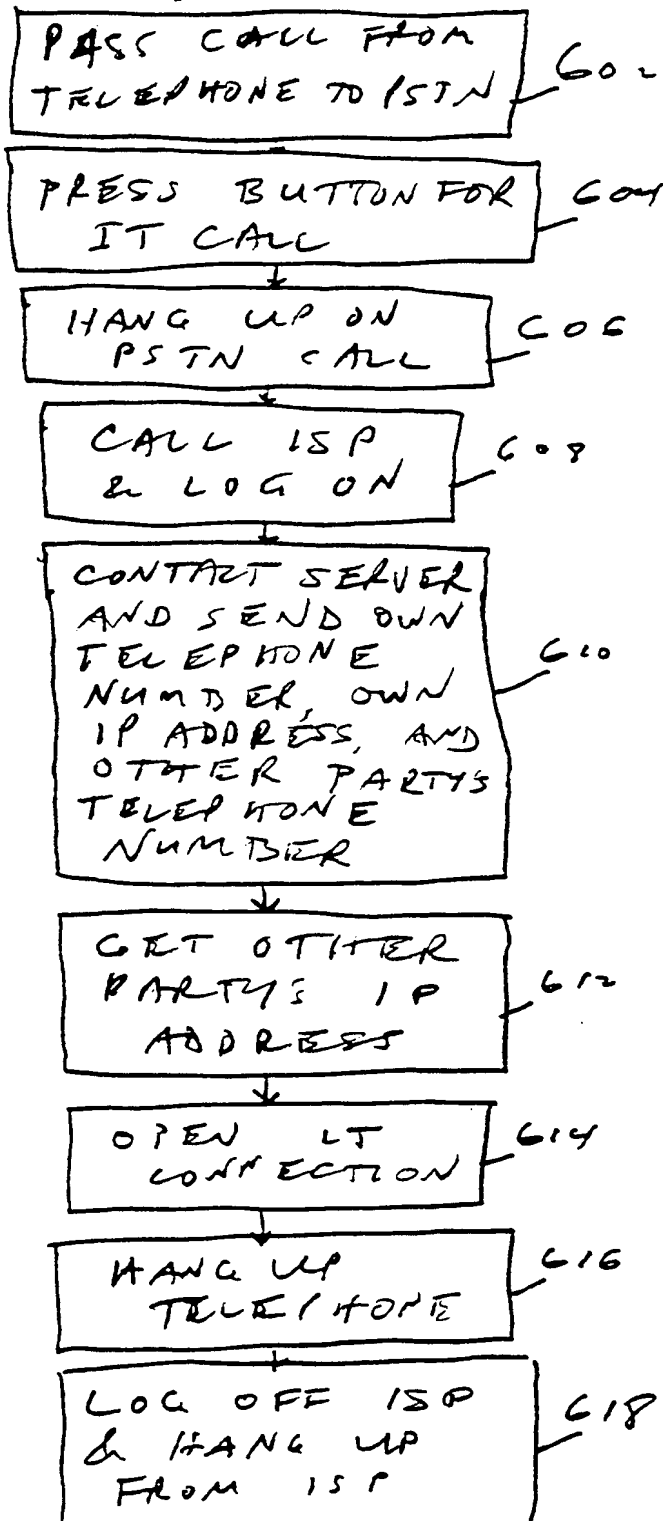 PASS CALL FROM
TELEPHONE TO PSTN
602
PRESS BUTTON FOR
IT CALL
604
HANG UP ON
PSTN CALL
606
CALL ISP
& LOG ON
608
CONTACT SERVER
AND SEND OWN
TELEPHONE
NUMBER, OWN
IP ADDRESS, AND
OTHER PARTY'S
TELEPHONE
NUMBER
610
GET OTHER
PARTY'S IP
ADDRESS
612
OPEN IT
CONNECTION
614
HANG UP
TELEPHONE
616
LOG OFF ISP
& HANG UP
FROM ISP
618